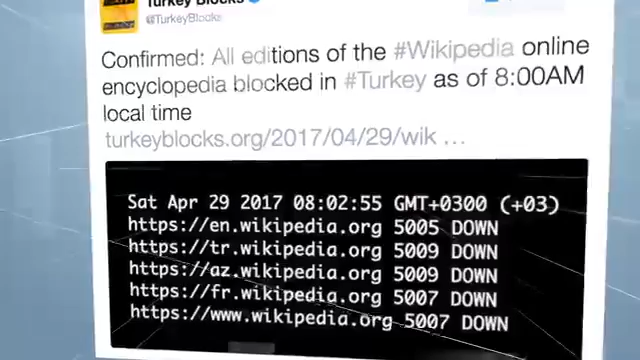 Turkey Blocks
@TurkeyBlocks
Confirmed: All editions of the #Wikipedia online
encyclopedia blocked in #Turkey as of 8:00AM
local time
turkeyblocks.org/2017/04/29/wik …
Sat Apr 29 2017 08:02:55 GMT+0300 (+03)
https://en.wikipedia.org 5005 DOWN
https://tr.wikipedia.org 5009 DOWN
https://az.wikipedia.org 5009 DOWN
https://fr.wikipedia.org 5007 DOWN
https://www.wikipedia.org 5007 DOWN